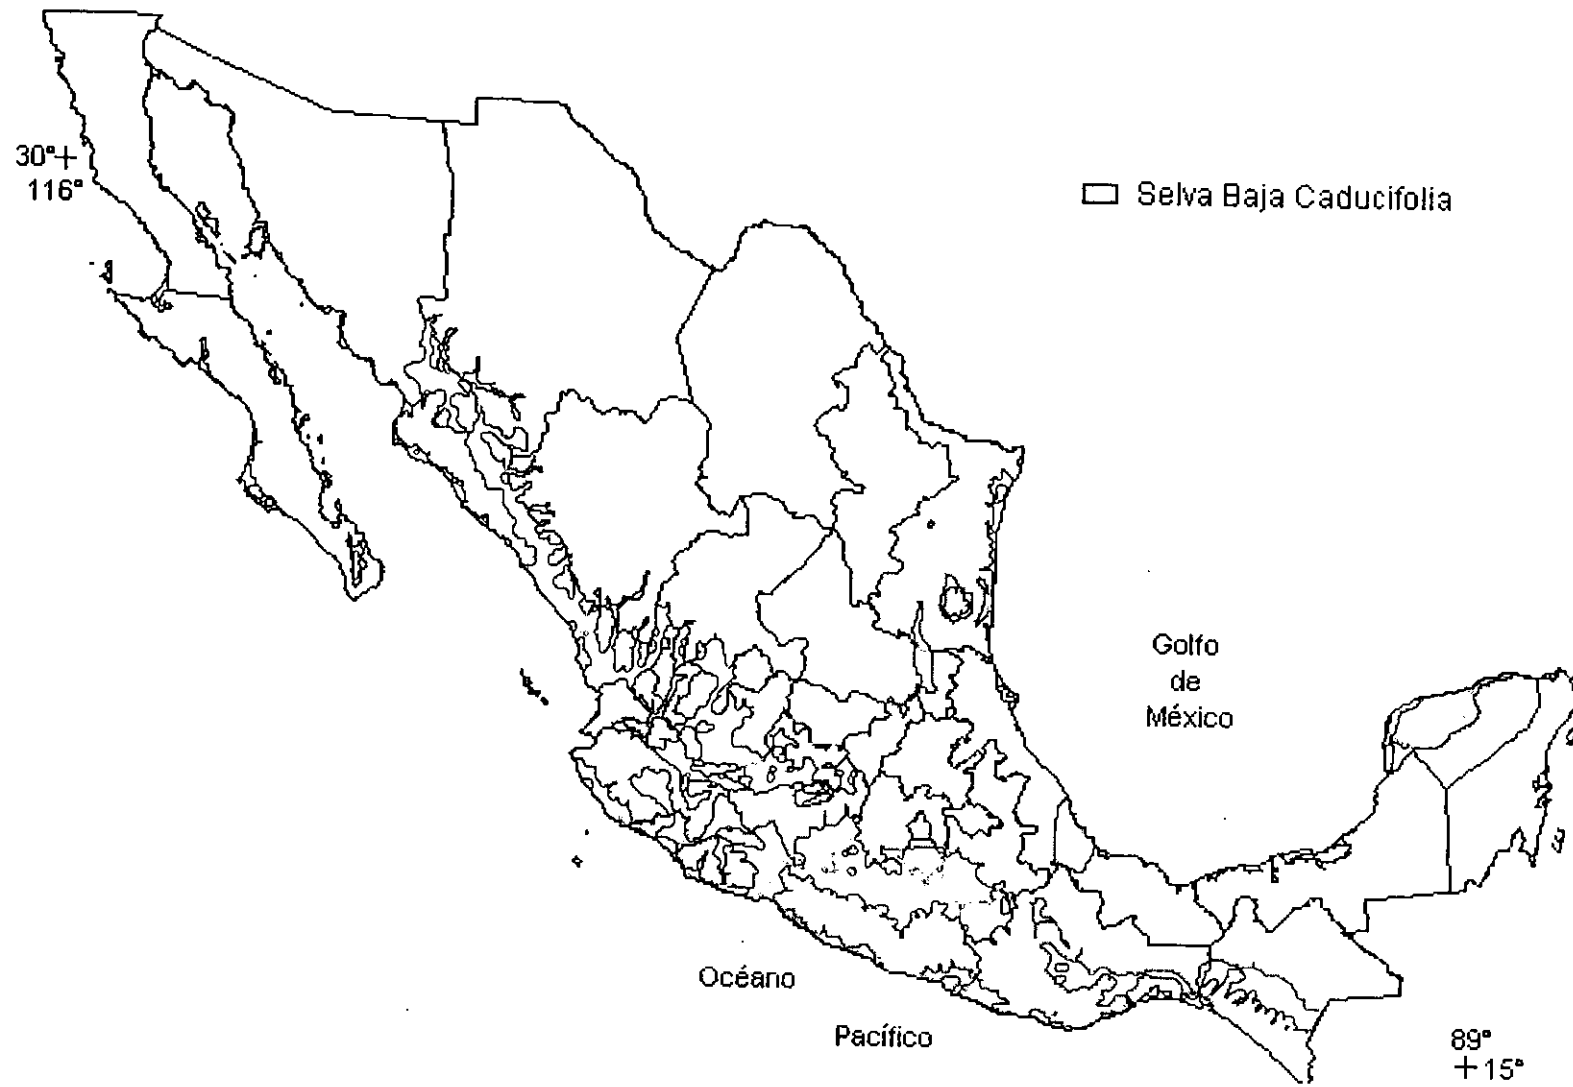 30°+
116°
Selva Baja Caducifolia
Golfo
de
México
Océano
Pacífico
89°
+15°